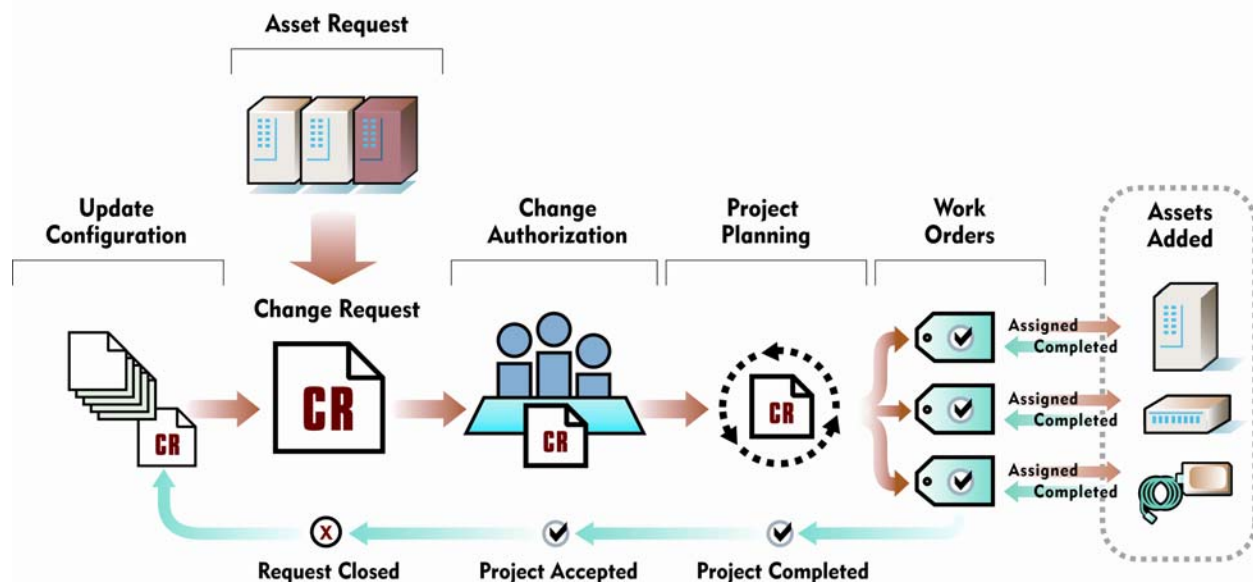 Asset Request
Update
Configuration
Change
Authorization
Project
Planning
Work
Orders
Assets
Added
Change Request
CR
CR
CR
CR
Assigned
Completed
Assigned
Completed
Assigned
Completed
X
Request Closed
Project Accepted
Project Completed